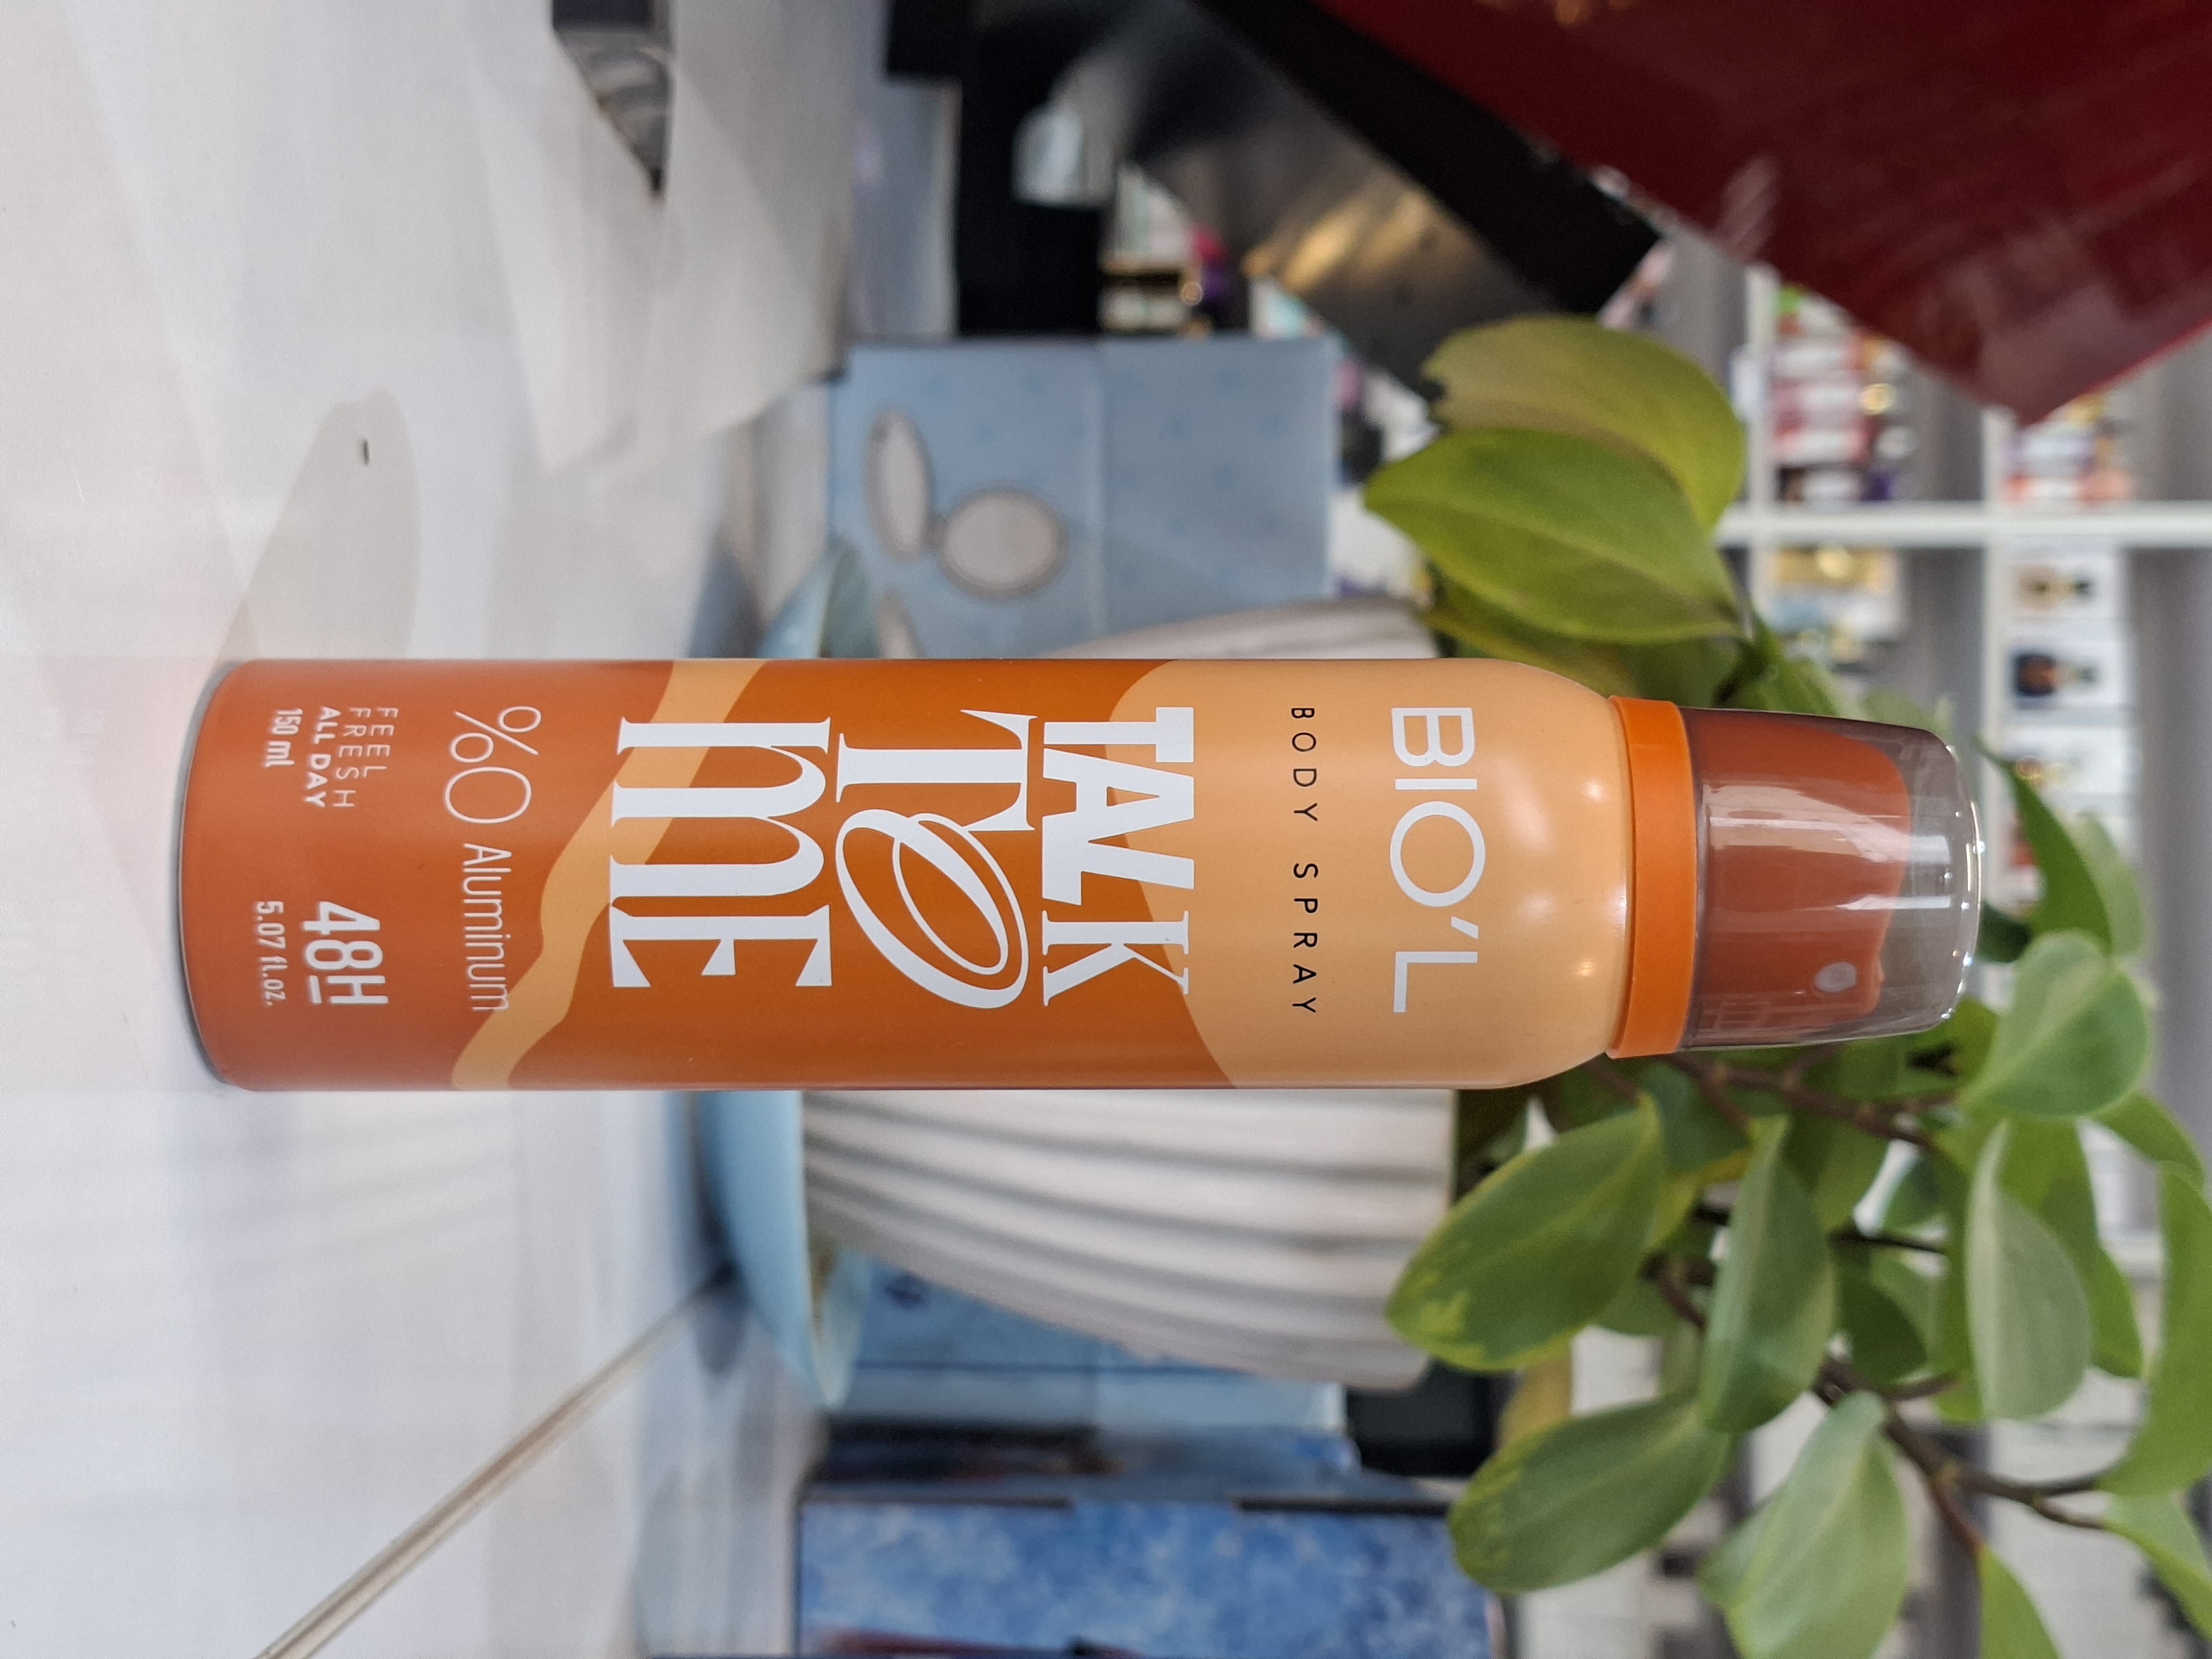 BIO'L
BODY SPRAY
TALK
TO
ME
%0 Aluminum
FEEL
FRESH
ALL DAY
150 ml
48H
5.07 fl.oz.